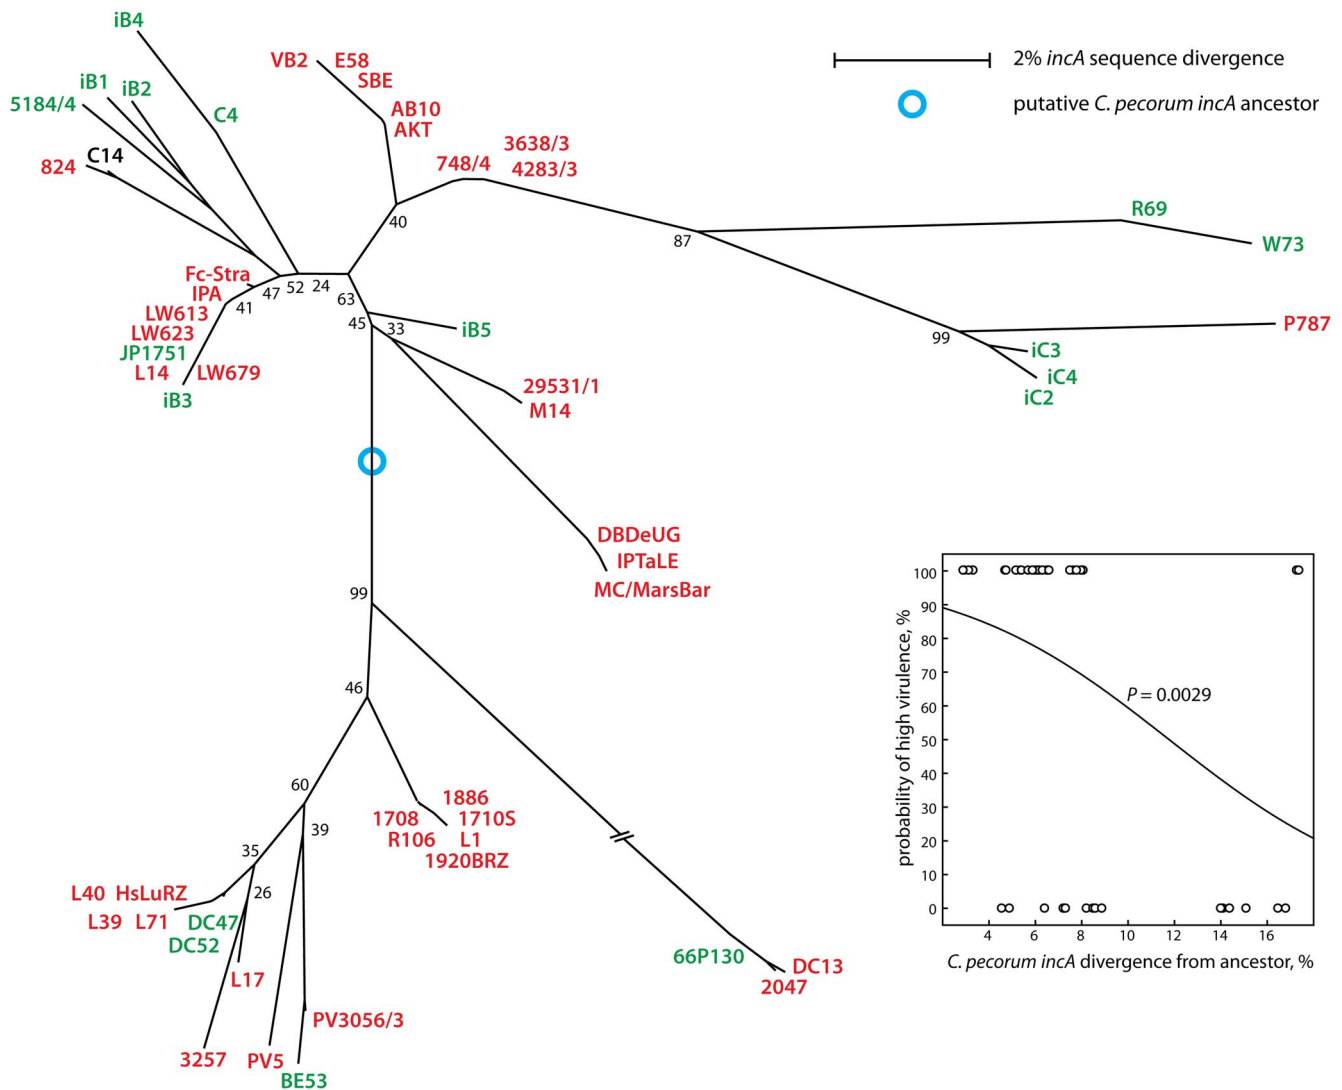 iB4
VB2 E58
SBE
2% incA sequence divergence
iB1
iB2
5184/4
C4
AB10
AKT
putative C. pecorum incA ancestor
3638/3
748/4
4283/3
C14
824
40
R69
87
W73
Fc-Stra
IPA
47
52
24
41
63
LW613
LW623
JP1751
L14 LW679
iB3
45
33
iB5
P787
99
iC3
iC4
iC2
29531/1
M14
DBDeUG
IPTaLE
MC/MarsBar
99
46
60
39
1886
1708
1710S
R106
L1
1920BRZ
35
26
L40 HsLuRZ
L39 L71
DC47
DC52
L17
3257
PV5
BE53
PV3056/3
66P130
DC13
2047
probability of high virulence, %
100
90
80
70
60
50
40
30
20
10
0
P = 0.0029
4 6 8 10 12 14 16
C. pecorum incA divergence from ancestor, %